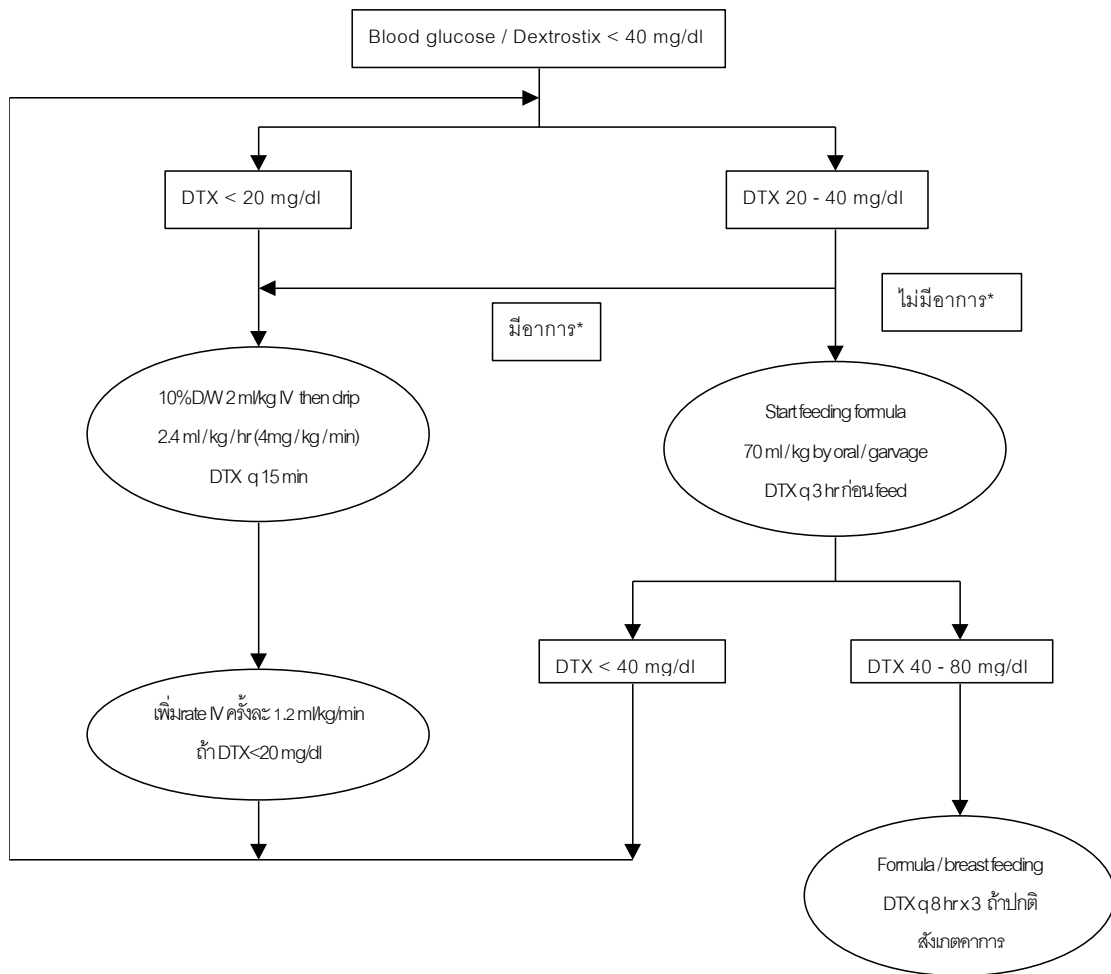 Blood glucose / Dextrostix < 40 mg/dl
DTX < 20 mg/dl
DTX 20 - 40 mg/dl
ไม่มีอาการ*
มีอาการ*
10%D/W 2 ml/kg IV then drip
2.4 ml / kg / hr (4mg / kg / min)
DTX q 15 min
Start feeding formula
70 ml / kg by oral / garvage
DTX q 3 hr ก่อน feed
DTX < 40 mg/dl
DTX 40 - 80 mg/dl
เพิ่มrate IV ครั้งละ 1.2 ml/kg/min
ถ้า DTX<20 mg/dl
Formula / breast feeding
DTX q 8 hr x 3 ถ้าปกติ
สังเกตอาการ